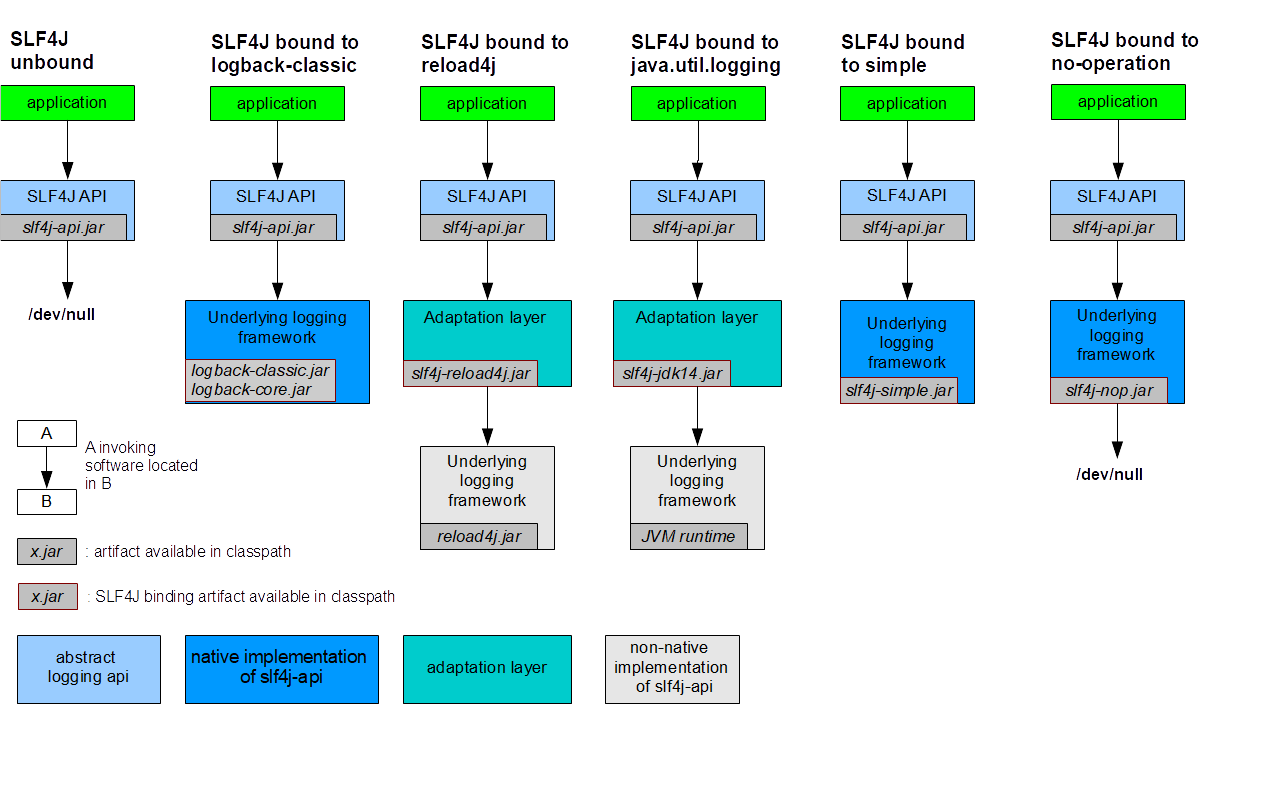 SLF4J
unbound
application
SLF4J API
slf4j-api.jar
/dev/null
SLF4J bound to
logback-classic
application
SLF4J API
slf4j-api.jar
Underlying logging
framework
logback-classic.jar
logback-core.jar
SLF4J bound to
reload4j
application
SLF4J API
slf4j-api.jar
Adaptation layer
slf4j-reload4j.jar
Underlying
logging
framework
reload4j.jar
SLF4J bound to
java.util.logging
application
SLF4J API
slf4j-api.jar
Adaptation layer
slf4j-jdk14.jar
Underlying
logging
framework
JVM runtime
SLF4J bound
to simple
application
SLF4J API
slf4j-api.jar
Underlying
logging
framework
slf4j-simple.jar
SLF4J bound to
no-operation
application
SLF4J API
slf4j-api.jar
Underlying
logging
framework
slf4j-nop.jar
/dev/null
A
B
A invoking
software located
in B
x.jar : artifact available in classpath
x.jar : SLF4J binding artifact available in classpath
abstract
logging api
native implementation
of slf4j-api
adaptation layer
non-native
implementation
of slf4j-api